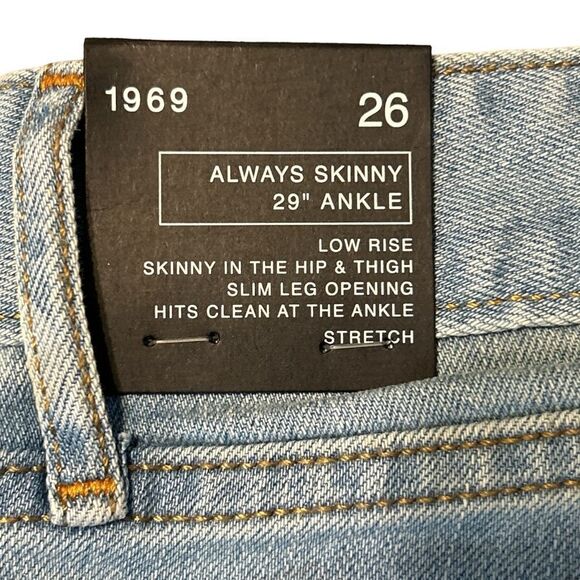 1969 26
ALWAYS SKINNY
29" ANKLE
LOW RISE
SKINNY IN THE HIP & THIGH
SLIM LEG OPENING
HITS CLEAN AT THE ANKLE
STRETCH